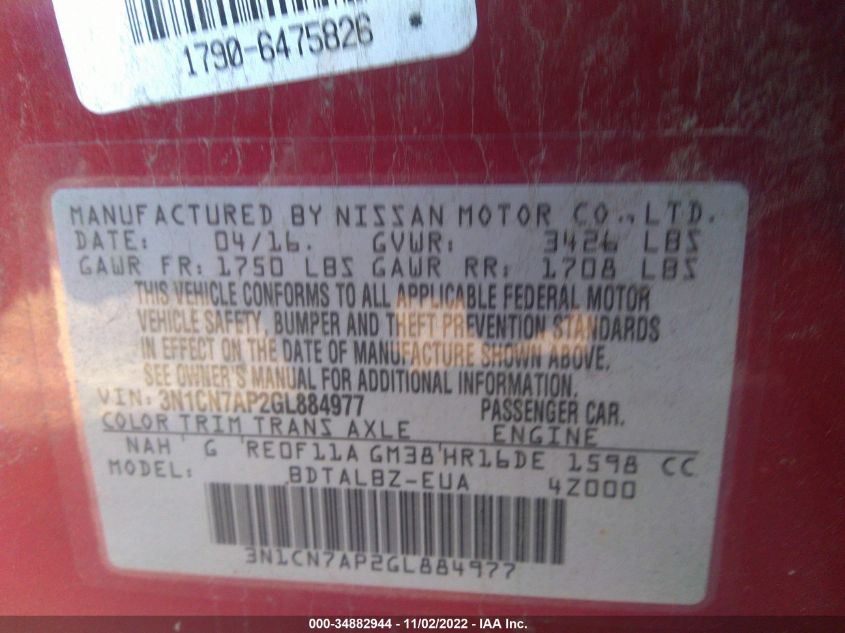 1790-6475826
MANUFACTURED BY NISSAN MOTOR CO., LTD.
DATE: 04/16. GVWR: 3426 LBS
GAWR FR: 1750 LBS GAWR RR: 1708 LBS
THIS VEHICLE CONFORMS TO ALL APPLICABLE FEDERAL MOTOR
VEHICLE SAFETY, BUMPER AND THEFT PREVENTION STANDARDS
IN EFFECT ON THE DATE OF MANUFACTURE SHOWN ABOVE.
SEE OWNER'S MANUAL FOR ADDITIONAL INFORMATION.
VIN: 3N1CN7AP2GL884977 PASSENGER CAR.
COLOR TRIM TRANS AXLE ENGINE
NAH G RE0F11A GM38 HR16DE 1598 CC
MODEL: BDTALBZ-EUA 4Z000
3N1CN7AP2GL884977
000-34882944 - 11/02/2022 - IAA Inc.